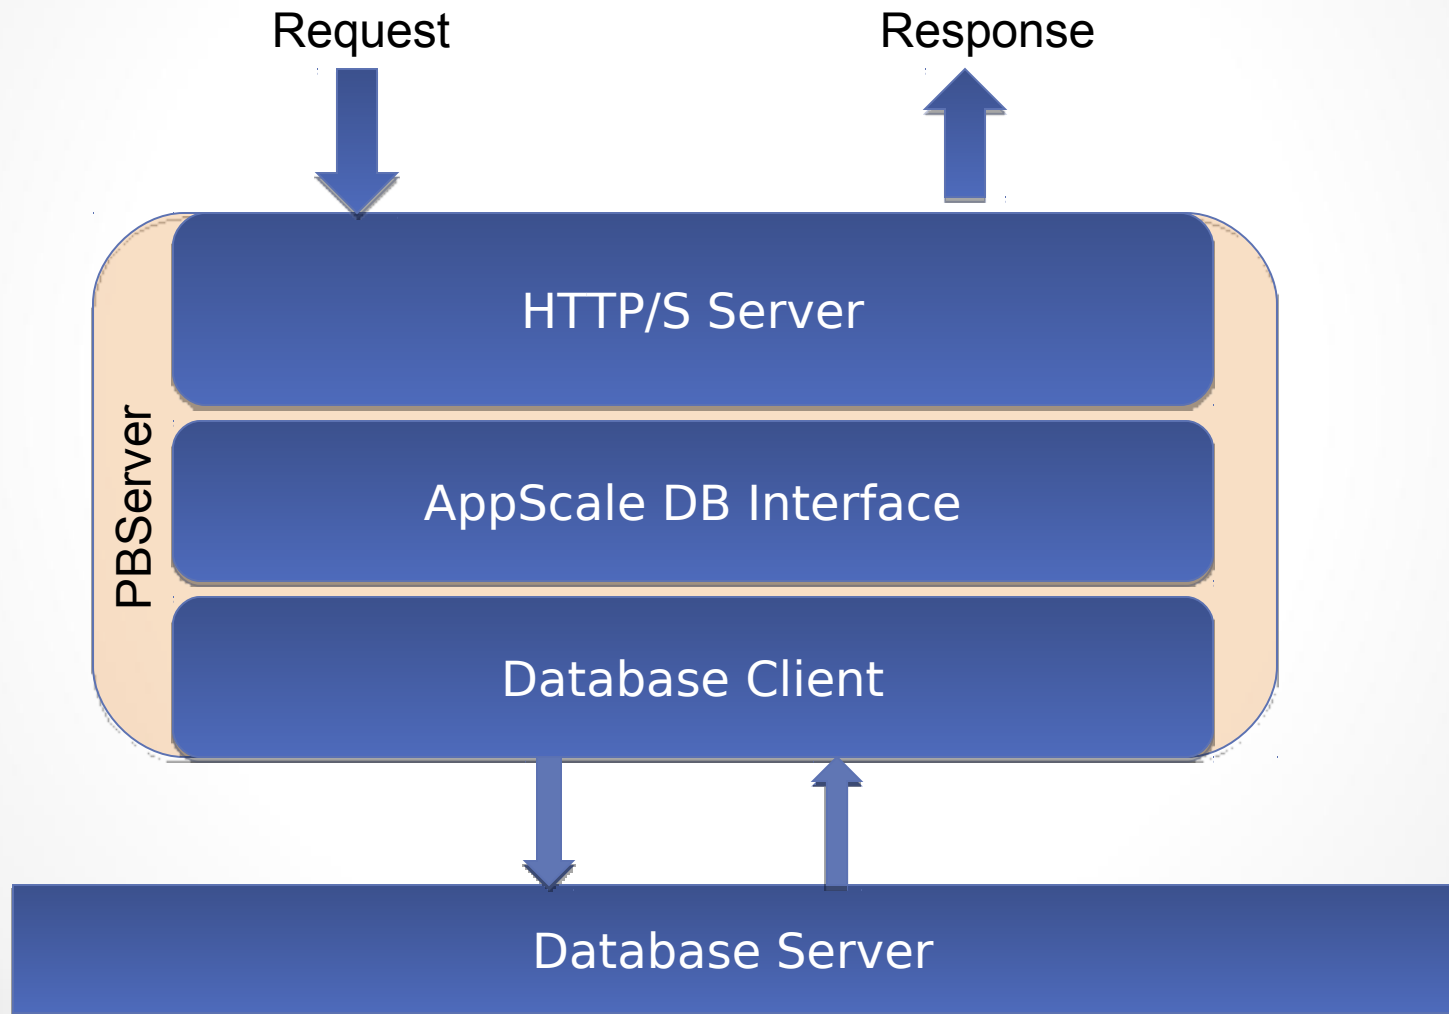 Request
Response
HTTP/S Server
PBServer
AppScale DB Interface
Database Client
Database Server